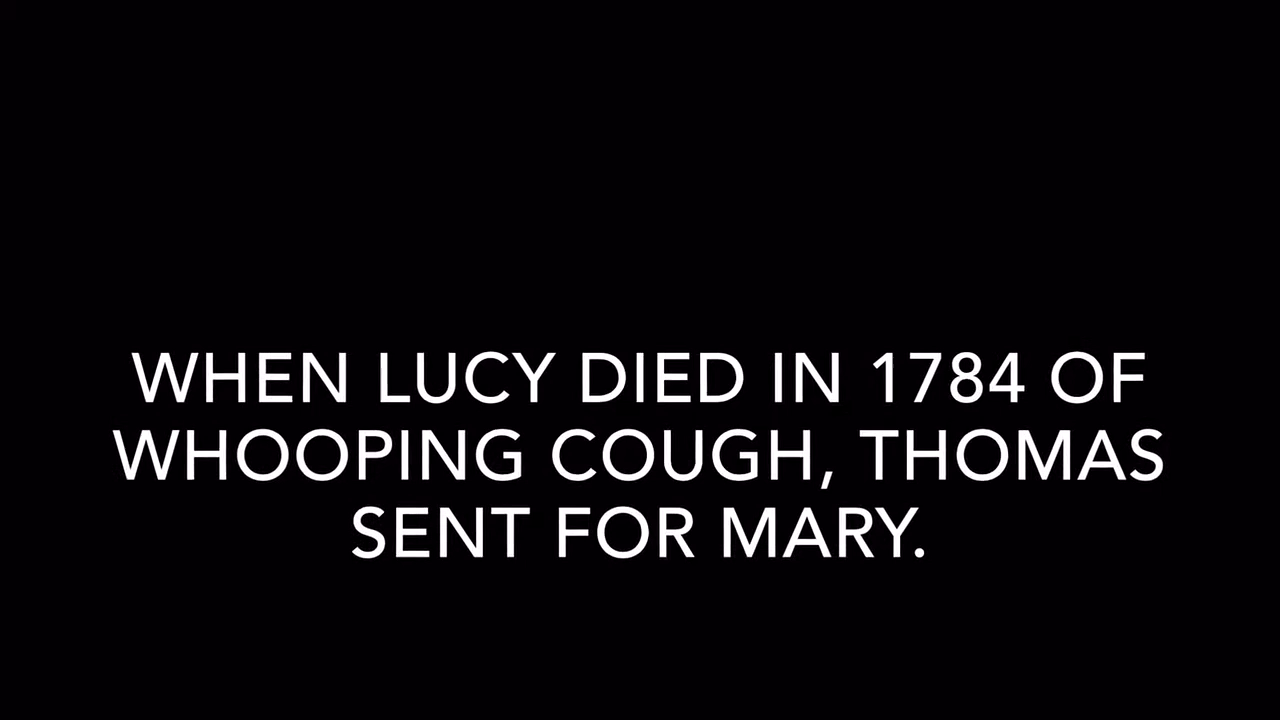 WHEN LUCY DIED IN 1784 OF
WHOOPING COUGH, THOMAS
SENT FOR MARY.